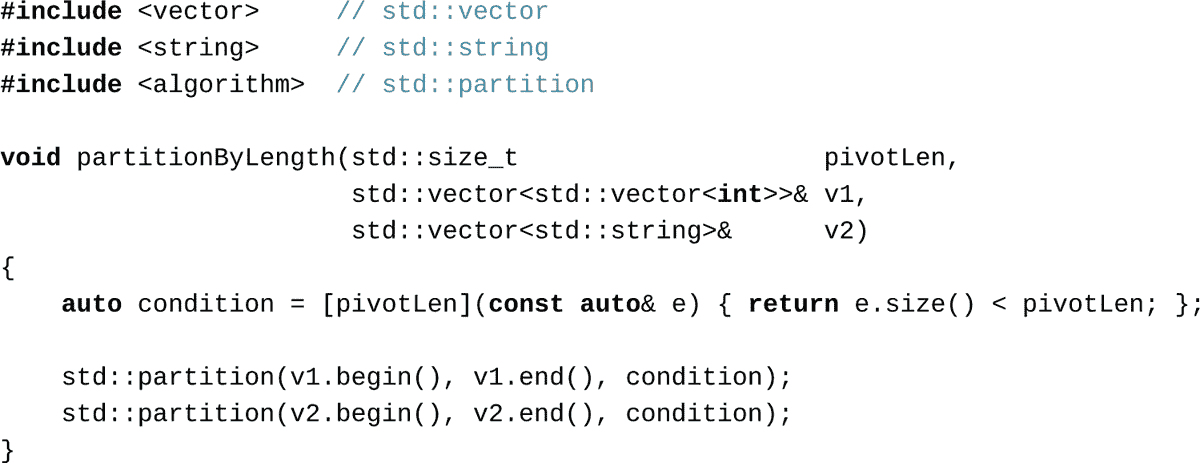 #include <vector>     // std::vector
#include <string>     // std::string
#include <algorithm>  // std::partition

void partitionByLength(std::size_t                    pivotLen,
                       std::vector<std::vector<int>>& v1,
                       std::vector<std::string>&      v2)
{
    auto condition = [pivotLen](const auto& e) { return e.size() < pivotLen; };

    std::partition(v1.begin(), v1.end(), condition);
    std::partition(v2.begin(), v2.end(), condition);
}